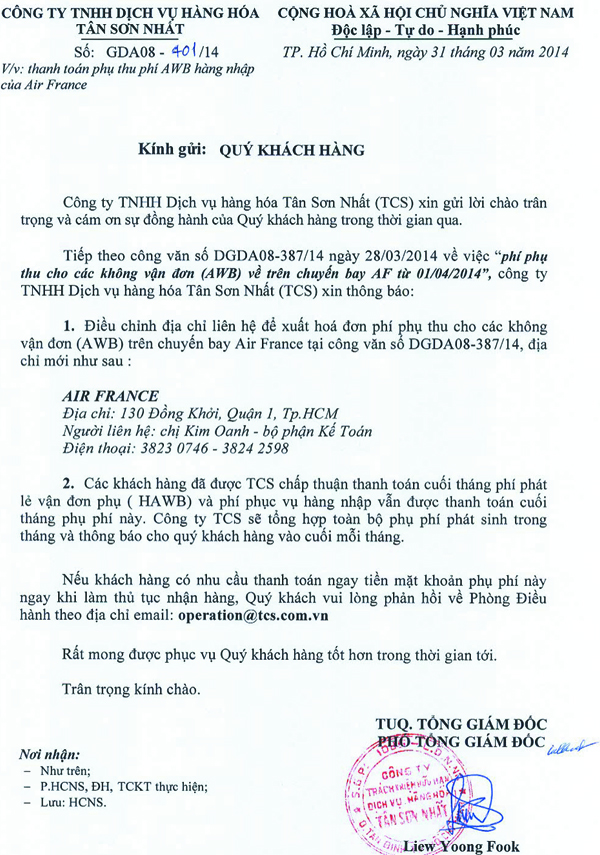 CÔNG TY TNHH DỊCH VỤ HÀNG HÓA
TÂN SƠN NHẤT
Số: GDA08 - 401/14
V/v: thanh toán phụ thu phí AWB hàng nhập
của Air France
CỘNG HOÀ XÃ HỘI CHỦ NGHĨA VIỆT NAM
Độc lập - Tự do - Hạnh phúc
TP. Hồ Chí Minh, ngày 31 tháng 03 năm 2014
Kính gửi: QUÝ KHÁCH HÀNG
Công ty TNHH Dịch vụ hàng hóa Tân Sơn Nhất (TCS) xin gửi lời chào trân
trọng và cám ơn sự đồng hành của Quý khách hàng trong thời gian qua.
Tiếp theo công văn số DGDA08-387/14 ngày 28/03/2014 về việc “phí phụ
thu cho các không vận đơn (AWB) về trên chuyến bay AF từ 01/04/2014”, công ty
TNHH Dịch vụ hàng hóa Tân Sơn Nhất (TCS) xin thông báo:
1. Điều chỉnh địa chỉ liên hệ để xuất hoá đơn phí phụ thu cho các không
vận đơn (AWB) trên chuyến bay Air France tại công văn số DGDA08-387/14, địa
chỉ mới như sau :
AIR FRANCE
Địa chỉ: 130 Đồng Khởi, Quận 1, Tp.HCM
Người liên hệ: chị Kim Oanh - bộ phận Kế Toán
Điện thoại: 3823 0746 - 3824 2598
2. Các khách hàng đã được TCS chấp thuận thanh toán cuối tháng phí phát
lẻ vận đơn phụ ( HAWB) và phí phục vụ hàng nhập vẫn được thanh toán cuối
tháng phụ phí này. Công ty TCS sẽ tổng hợp toàn bộ phụ phí phát sinh trong
tháng và thông báo cho quý khách hàng vào cuối mỗi tháng.
Nếu khách hàng có nhu cầu thanh toán ngay tiền mặt khoản phụ phí này
ngay khi làm thủ tục nhận hàng, Quý khách vui lòng phản hồi về Phòng Điều
hành theo địa chỉ email: operation@tcs.com.vn
Rất mong được phục vụ Quý khách hàng tốt hơn trong thời gian tới.
Trân trọng kính chào.
TUQ. TỔNG GIÁM ĐỐC
PHÓ TỔNG GIÁM ĐỐC
Nơi nhận:
– Như trên;
– P.HCNS, ĐH, TCKT thực hiện;
– Lưu: HCNS.
CÔNG TY
TRÁCH NHIỆM HỮU HẠN
DỊCH VỤ HÀNG HÓA
TÂN SƠN NHẤT
Liew Yoong Fook